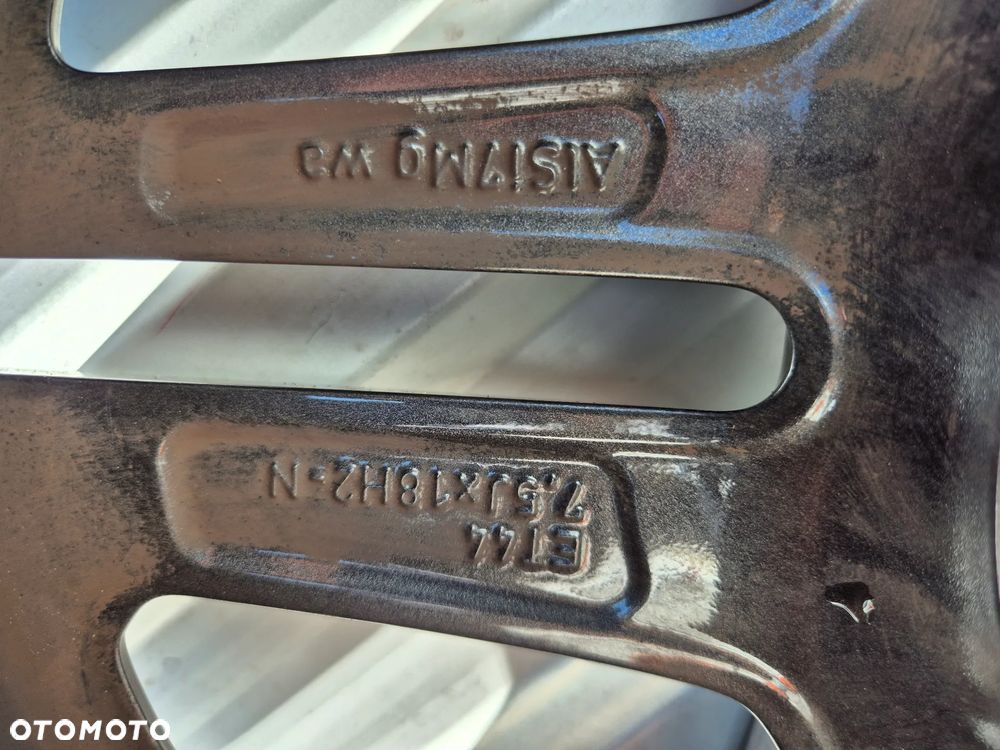 AlSi7Mg wa
ET44
7,5Jx18H2-N
OTOMOTO